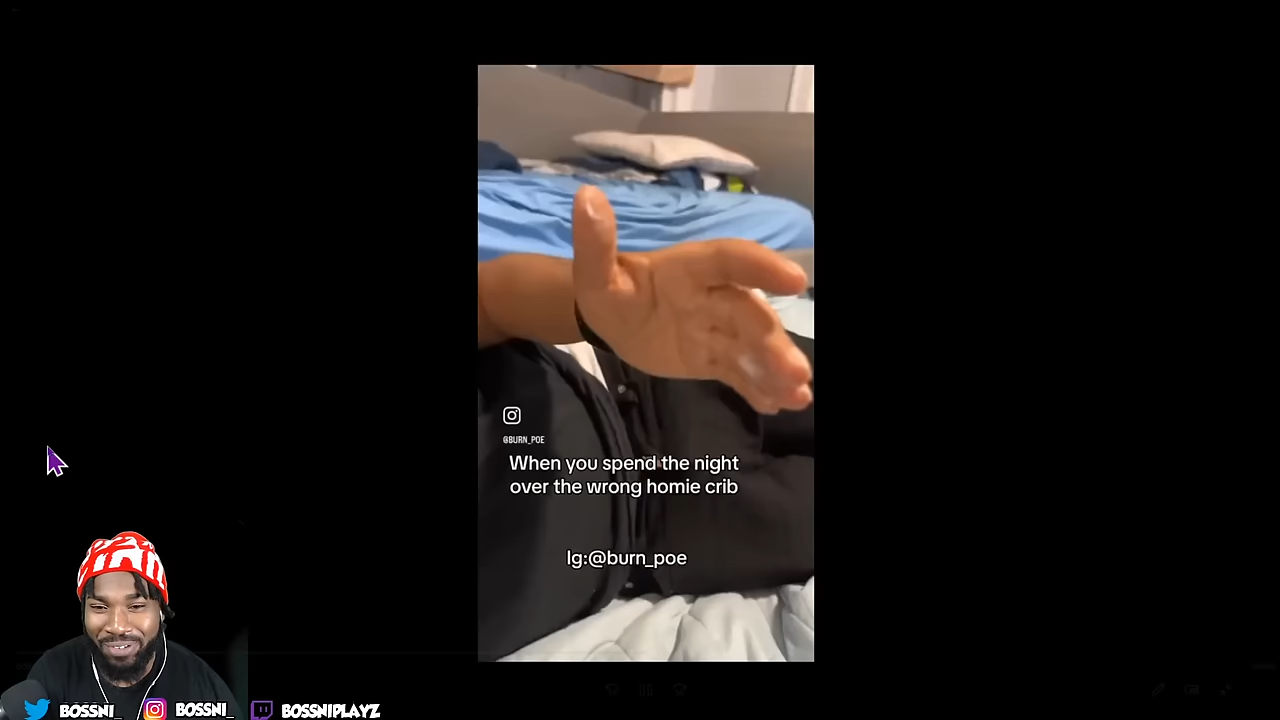 @BURN_POE
When you spend the night
over the wrong homie crib
Ig:@burn_poe
BOSSNI_
BOSSNI_
BOSSNIPLAYZ